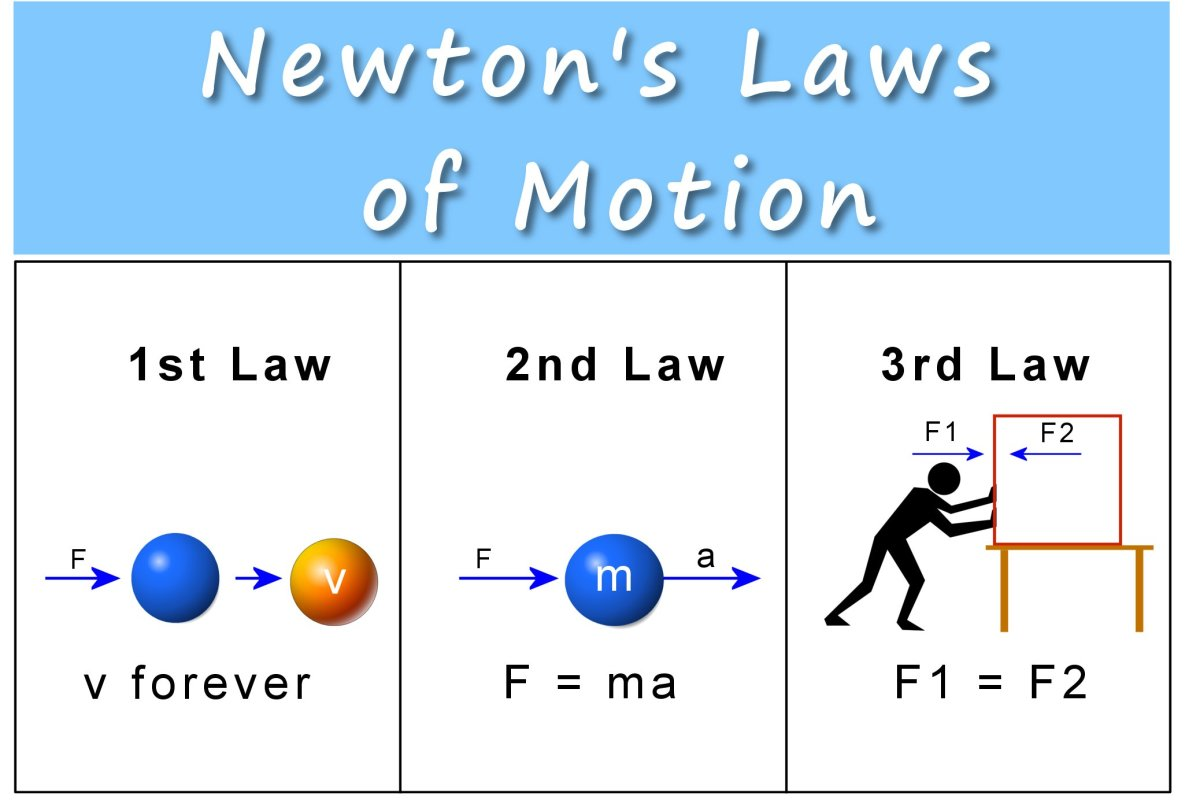 Newton's Laws
of Motion
1st Law
F
v
v forever
2nd Law
F
m
a
F = ma
3rd Law
F1
F2
F1 = F2